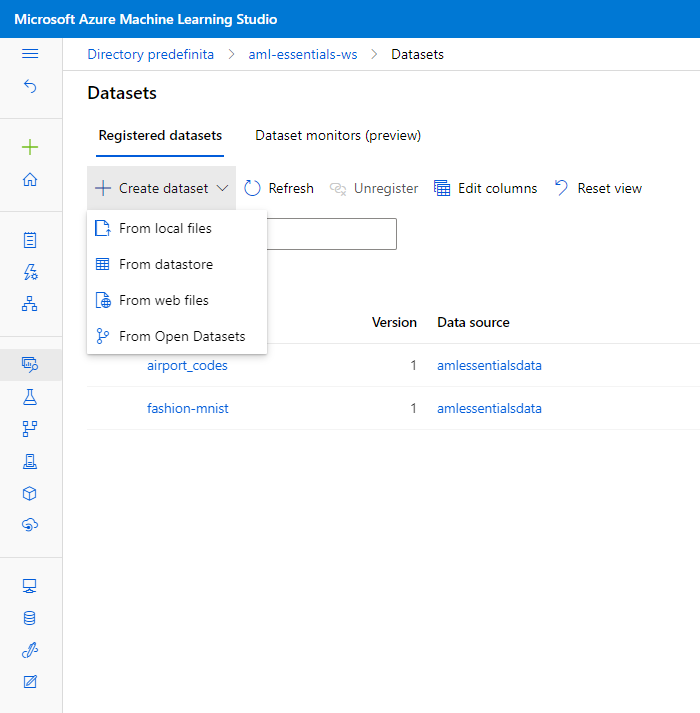 Microsoft Azure Machine Learning Studio
Directory predefinita > aml-essentials-ws > Datasets
Datasets
Registered datasets Dataset monitors (preview)
Create dataset Refresh Unregister Edit columns Reset view
From local files
From datastore
From web files
From Open Datasets
Version Data source
airport_codes 1 amlessentialsdata
fashion-mnist 1 amlessentialsdata